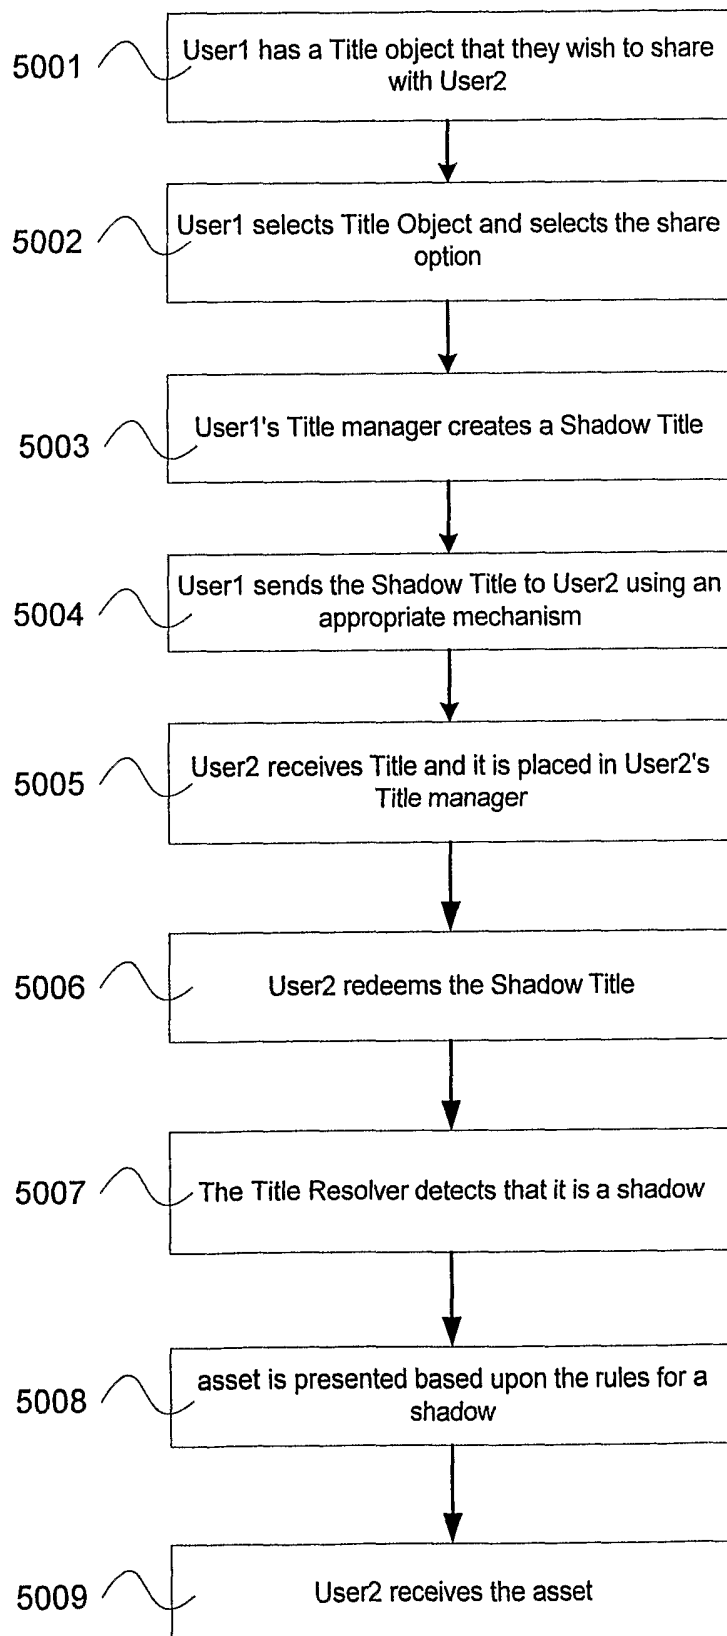 5001
User1 has a Title object that they wish to share
with User2
5002
User1 selects Title Object and selects the share
option
5003
User1's Title manager creates a Shadow Title
5004
User1 sends the Shadow Title to User2 using an
appropriate mechanism
5005
User2 receives Title and it is placed in User2's
Title manager
5006
User2 redeems the Shadow Title
5007
The Title Resolver detects that it is a shadow
5008
asset is presented based upon the rules for a
shadow
5009
User2 receives the asset